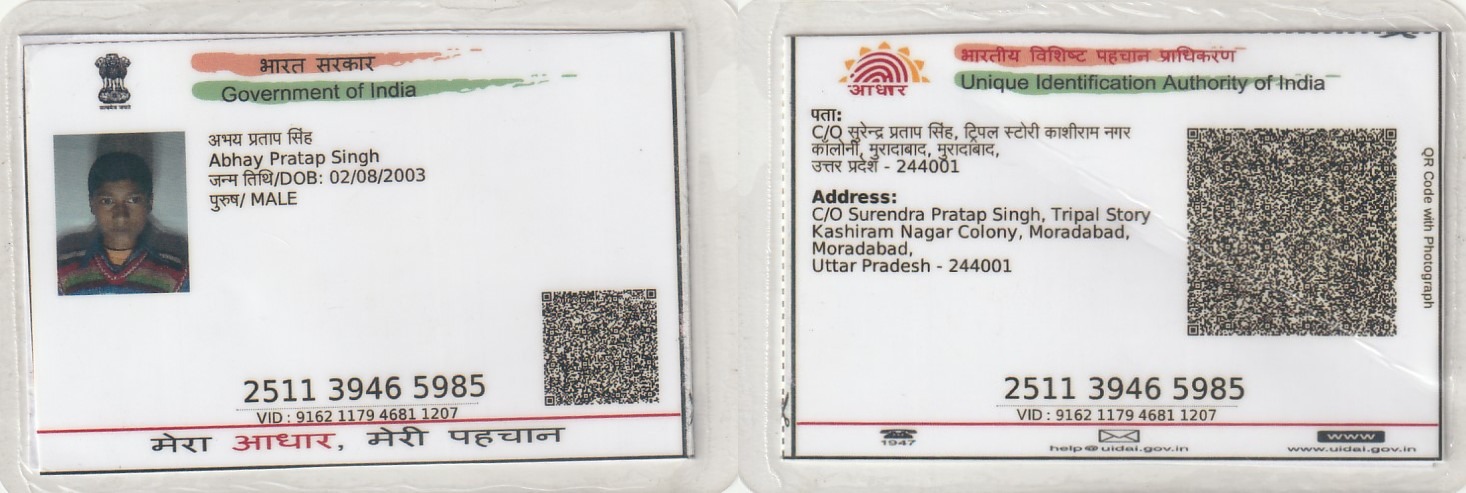 भारत सरकार
Government of India
अभय प्रताप सिंह
Abhay Pratap Singh
जन्म तिथि/DOB: 02/08/2003
पुरुष/ MALE
2511 3946 5985
VID : 9162 1179 4681 1207
मेरा आधार, मेरी पहचान
भारतीय विशिष्ट पहचान प्राधिकरण
Unique Identification Authority of India
आधार
पता:
C/O सुरेन्द्र प्रताप सिंह, ट्रिपल स्टोरी काशीराम नगर
कालोनी, मुरादाबाद, मुरादाबाद,
उत्तर प्रदेश - 244001
Address:
C/O Surendra Pratap Singh, Tripal Story
Kashiram Nagar Colony, Moradabad,
Moradabad,
Uttar Pradesh - 244001
QR Code with Photograph
2511 3946 5985
VID : 9162 1179 4681 1207
1947
help@uidai.gov.in
www
www.uidai.gov.in